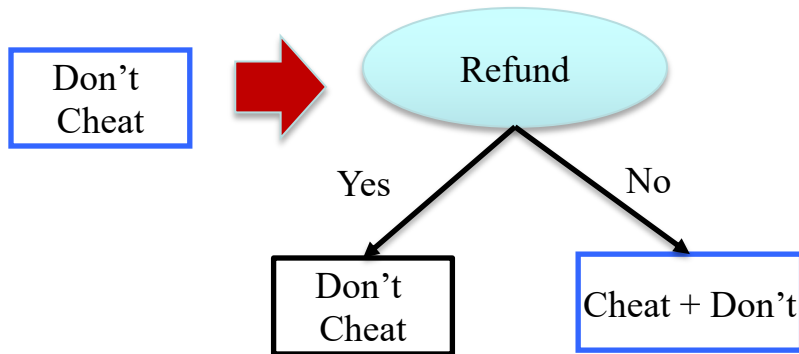 Don’t
Cheat
Refund
Yes
No
Don’t
Cheat
Cheat + Don’t